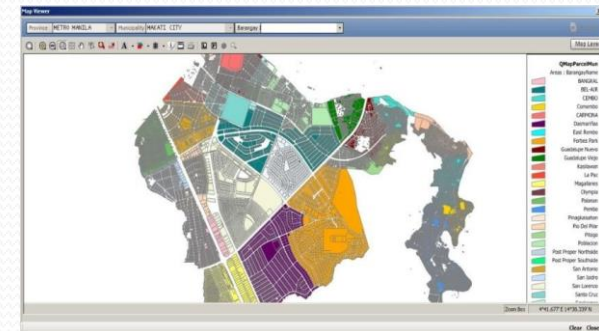 Map Viewer
Province METRO MANILA Municipality MAKATI CITY Barangay
Map Layer
QMapParcelMun
Areas : BarangayName
BANGKAL
BEL-AIR
CEMBO
Comembo
CARMONA
Dasmariñas
East Rembo
Forbes Park
Guadalupe Nuevo
Guadalupe Viejo
Kasilawan
La Paz
Magallanes
Olympia
Palanan
Pembo
Pinagkaisahan
Pio Del Pilar
Pitogo
Poblacion
Post Proper Northside
Post Proper Southside
San Antonio
San Isidro
San Lorenzo
Santa Cruz
Zoom Box
Clear Close